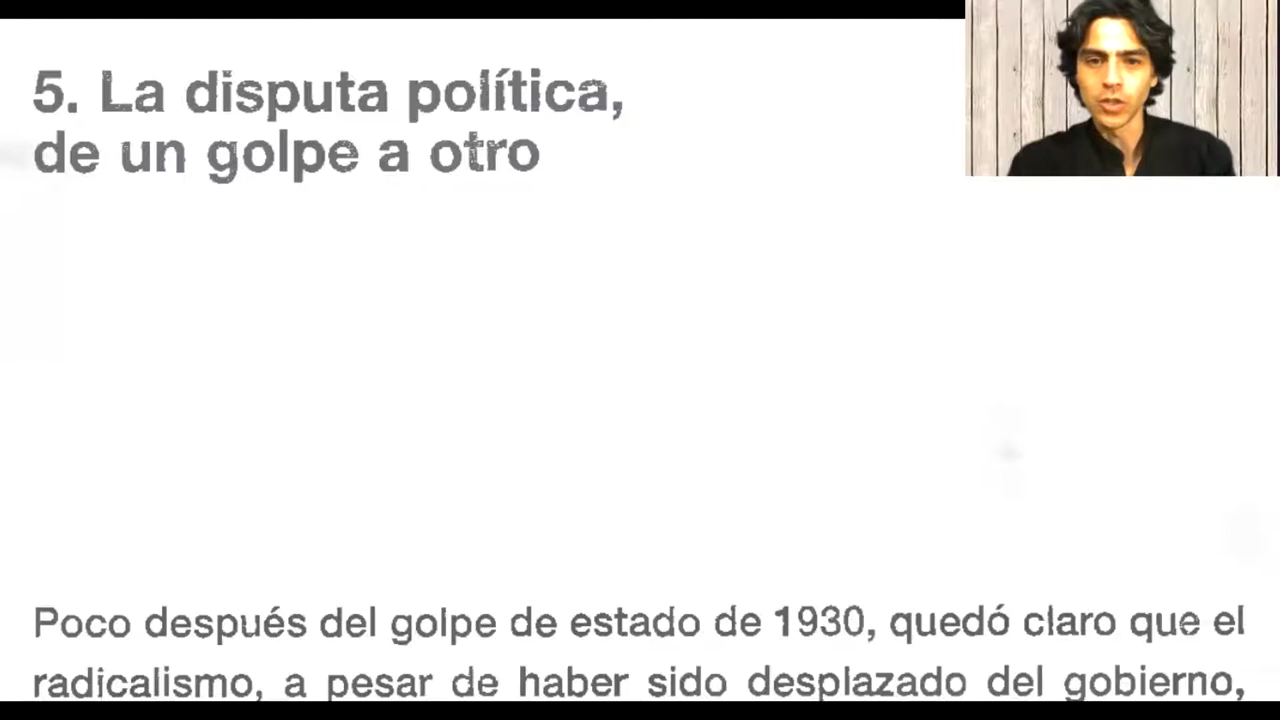 5. La disputa política,
de un golpe a otro
Poco después del golpe de estado de 1930, quedó claro que el
radicalismo, a pesar de haber sido desplazado del gobierno,